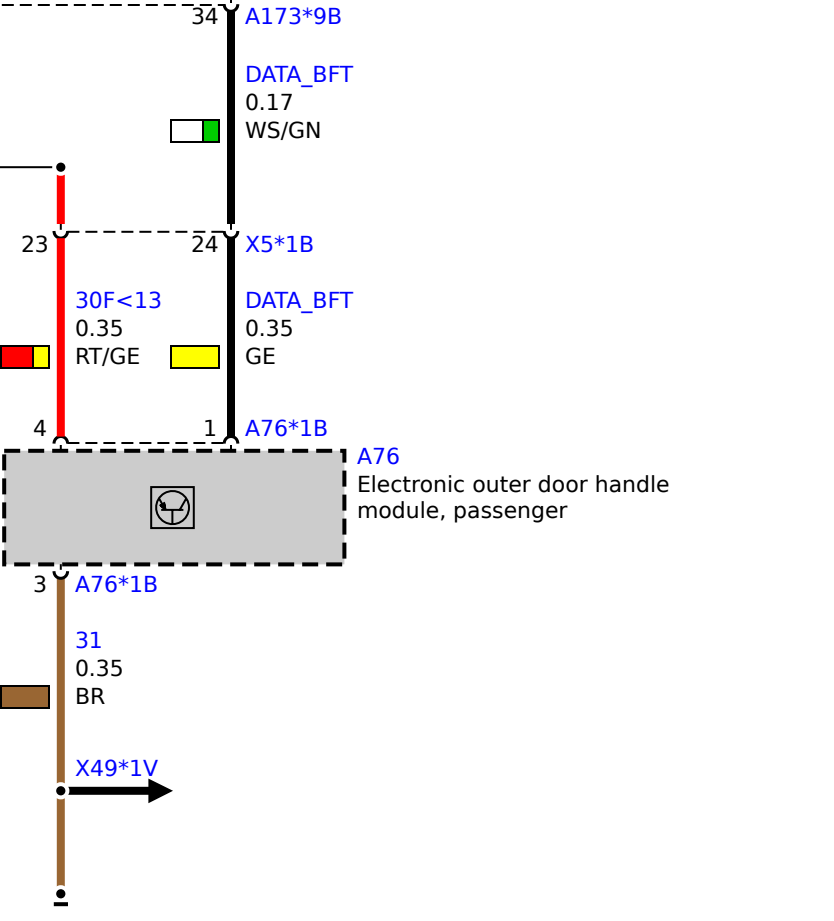 34 A173*9B
DATA_BFT
0.17
WS/GN
23 24 X5*1B
30F<13 DATA_BFT
0.35 0.35
RT/GE GE
4 1 A76*1B
A76
Electronic outer door handle
module, passenger
3 A76*1B
31
0.35
BR
X49*1V